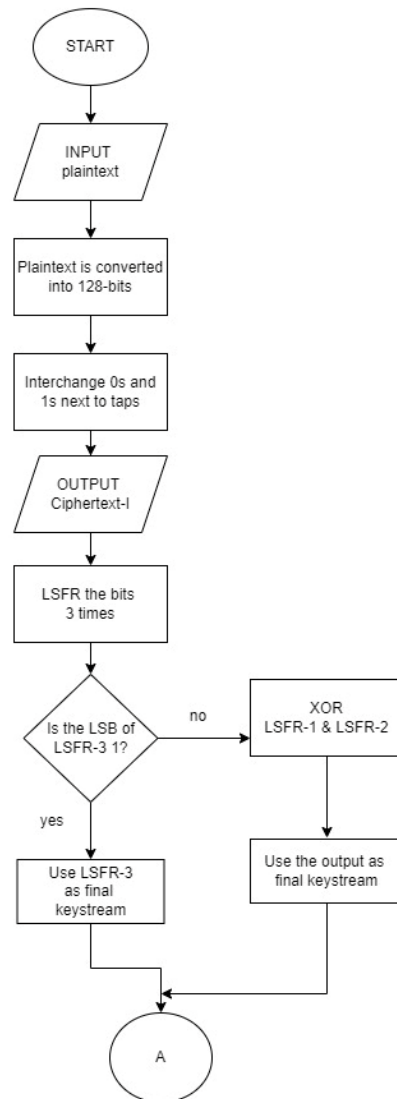 START
INPUT
plaintext
Plaintext is converted
into 128-bits
Interchange 0s and
1s next to taps
OUTPUT
Ciphertext-I
LSFR the bits
3 times
Is the LSB of
LSFR-3 1?
no
XOR
LSFR-1 & LSFR-2
yes
Use LSFR-3
as final
keystream
Use the output as
final keystream
A